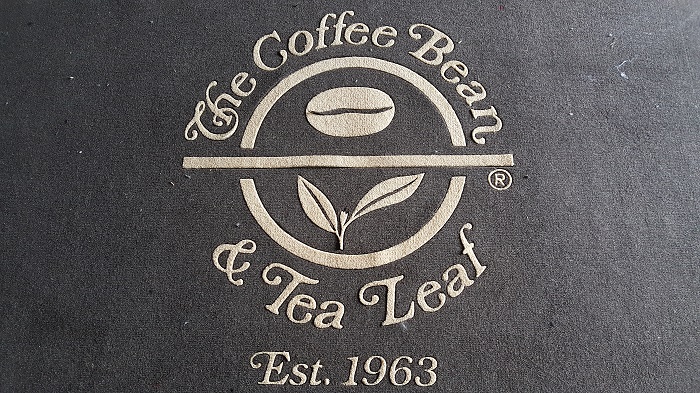 The Coffee Bean
®
& Tea Leaf
Est. 1963